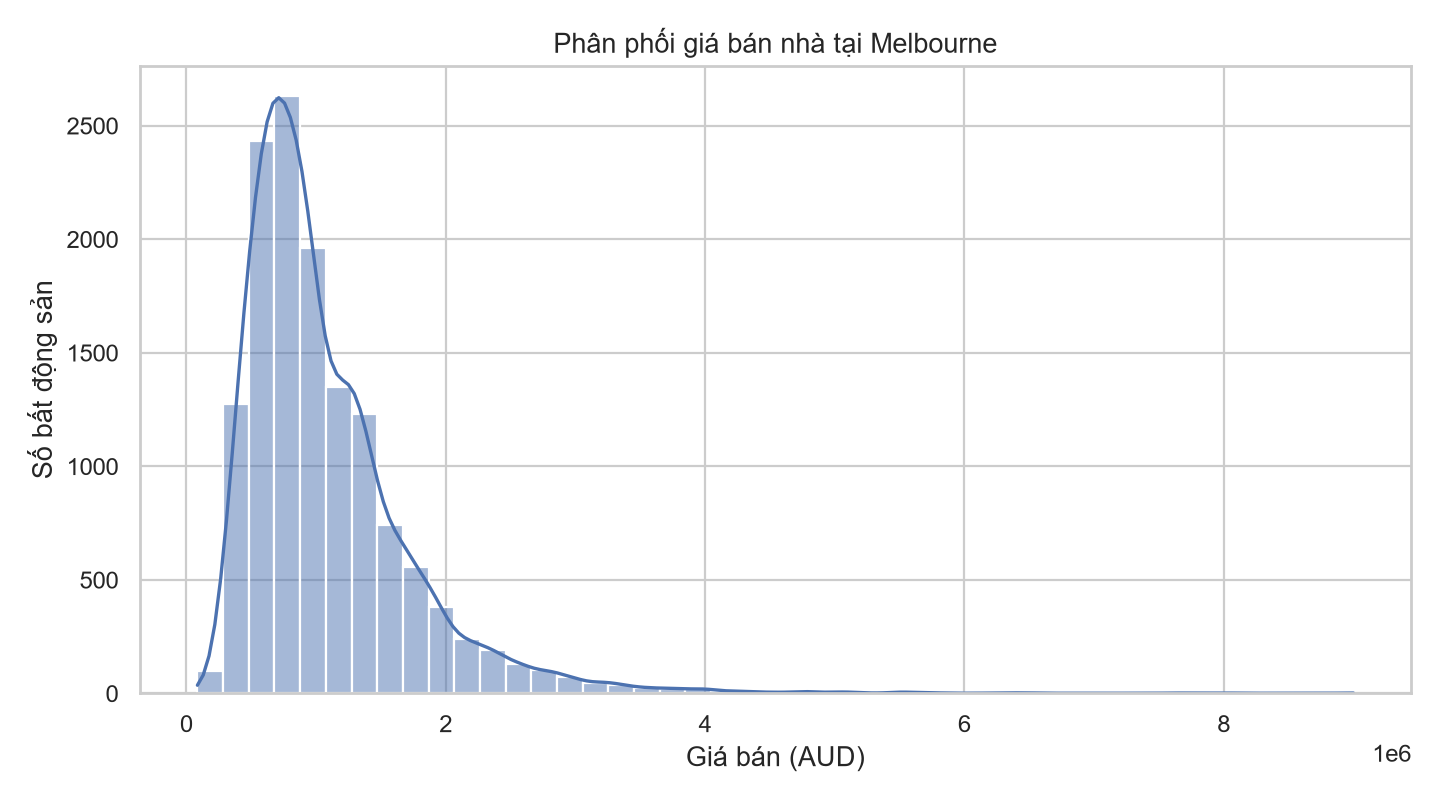 Phân phối giá bán nhà tại Melbourne
Số bất động sản
2500
2000
1500
1000
500
0
0 2 4 6 8
1e6
Giá bán (AUD)